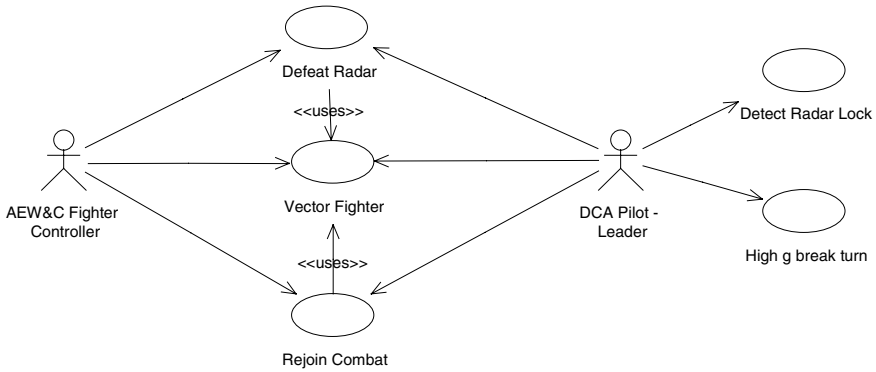 Defeat Radar
<<uses>>
Detect Radar Lock
AEW&C Fighter
Controller
Vector Fighter
DCA Pilot -
Leader
High g break turn
<<uses>>
Rejoin Combat